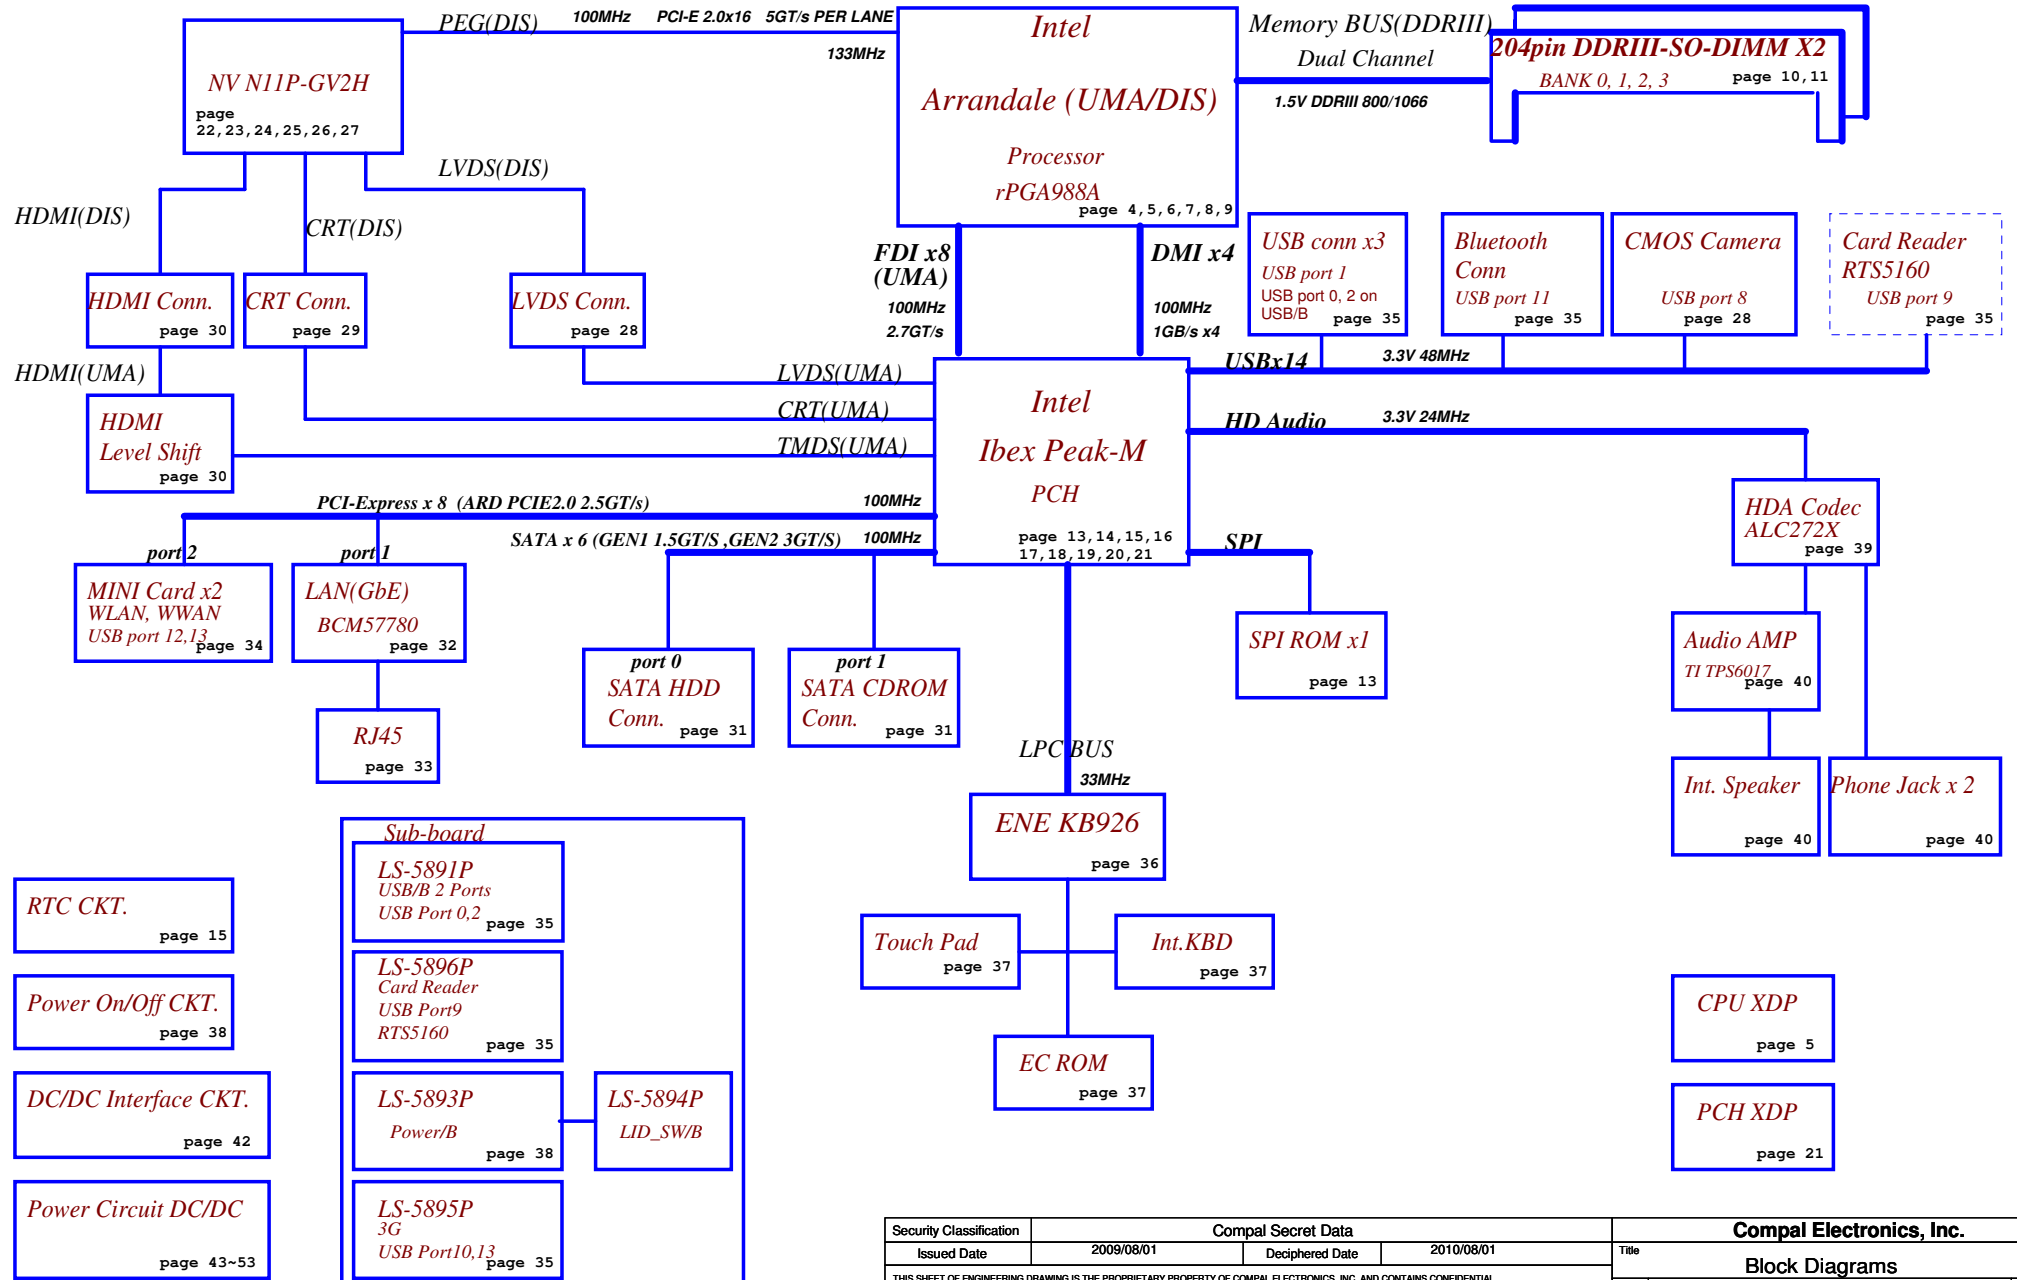 PEG(DIS)
100MHz PCI-E 2.0x16 5GT/s PER LANE
133MHz
NV N11P-GV2H
page
22,23,24,25,26,27
Intel
Arrandale (UMA/DIS)
Processor
rPGA988A
page 4,5,6,7,8,9
Memory BUS(DDRIII)
Dual Channel
1.5V DDRIII 800/1066
204pin DDRIII-SO-DIMM X2
BANK 0, 1, 2, 3
page 10,11
HDMI(DIS)
CRT(DIS)
LVDS(DIS)
HDMI Conn.
page 30
CRT Conn.
page 29
LVDS Conn.
page 28
FDI x8
(UMA)
100MHz
2.7GT/s
DMI x4
100MHz
1GB/s x4
USB conn x3
USB port 1
USB port 0, 2 on
USB/B
page 35
Bluetooth
Conn
USB port 11
page 35
CMOS Camera
USB port 8
page 28
Card Reader
RTS5160
USB port 9
page 35
HDMI(UMA)
HDMI
Level Shift
page 30
LVDS(UMA)
CRT(UMA)
TMDS(UMA)
Intel
Ibex Peak-M
PCH
page 13,14,15,16
17,18,19,20,21
USBx14
3.3V 48MHz
HD Audio
3.3V 24MHz
SPI
PCI-Express x 8 (ARD PCIE2.0 2.5GT/s)
100MHz
SATA x 6 (GEN1 1.5GT/S ,GEN2 3GT/S)
100MHz
port 2
MINI Card x2
WLAN, WWAN
USB port 12,13
page 34
port 1
LAN(GbE)
BCM57780
page 32
RJ45
page 33
port 0
SATA HDD
Conn.
page 31
port 1
SATA CDROM
Conn.
page 31
LPC BUS
33MHz
SPI ROM x1
page 13
HDA Codec
ALC272X
page 39
Audio AMP
TI TPS6017
page 40
Int. Speaker
page 40
Phone Jack x 2
page 40
ENE KB926
page 36
Touch Pad
page 37
Int.KBD
page 37
EC ROM
page 37
RTC CKT.
page 15
Power On/Off CKT.
page 38
DC/DC Interface CKT.
page 42
Power Circuit DC/DC
page 43~53
Sub-board
LS-5891P
USB/B 2 Ports
USB Port 0,2
page 35
LS-5896P
Card Reader
USB Port9
RTS5160
page 35
LS-5893P
Power/B
page 38
LS-5894P
LID_SW/B
LS-5895P
3G
USB Port10,13
page 35
CPU XDP
page 5
PCH XDP
page 21
Security Classification
Compal Secret Data
Issued Date
2009/08/01
Deciphered Date
2010/08/01
THIS SHEET OF ENGINEERING DRAWING IS THE PROPRIETARY PROPERTY OF COMPAL ELECTRONICS, INC. AND CONTAINS CONFIDENTIAL
Compal Electronics, Inc.
Title
Block Diagrams